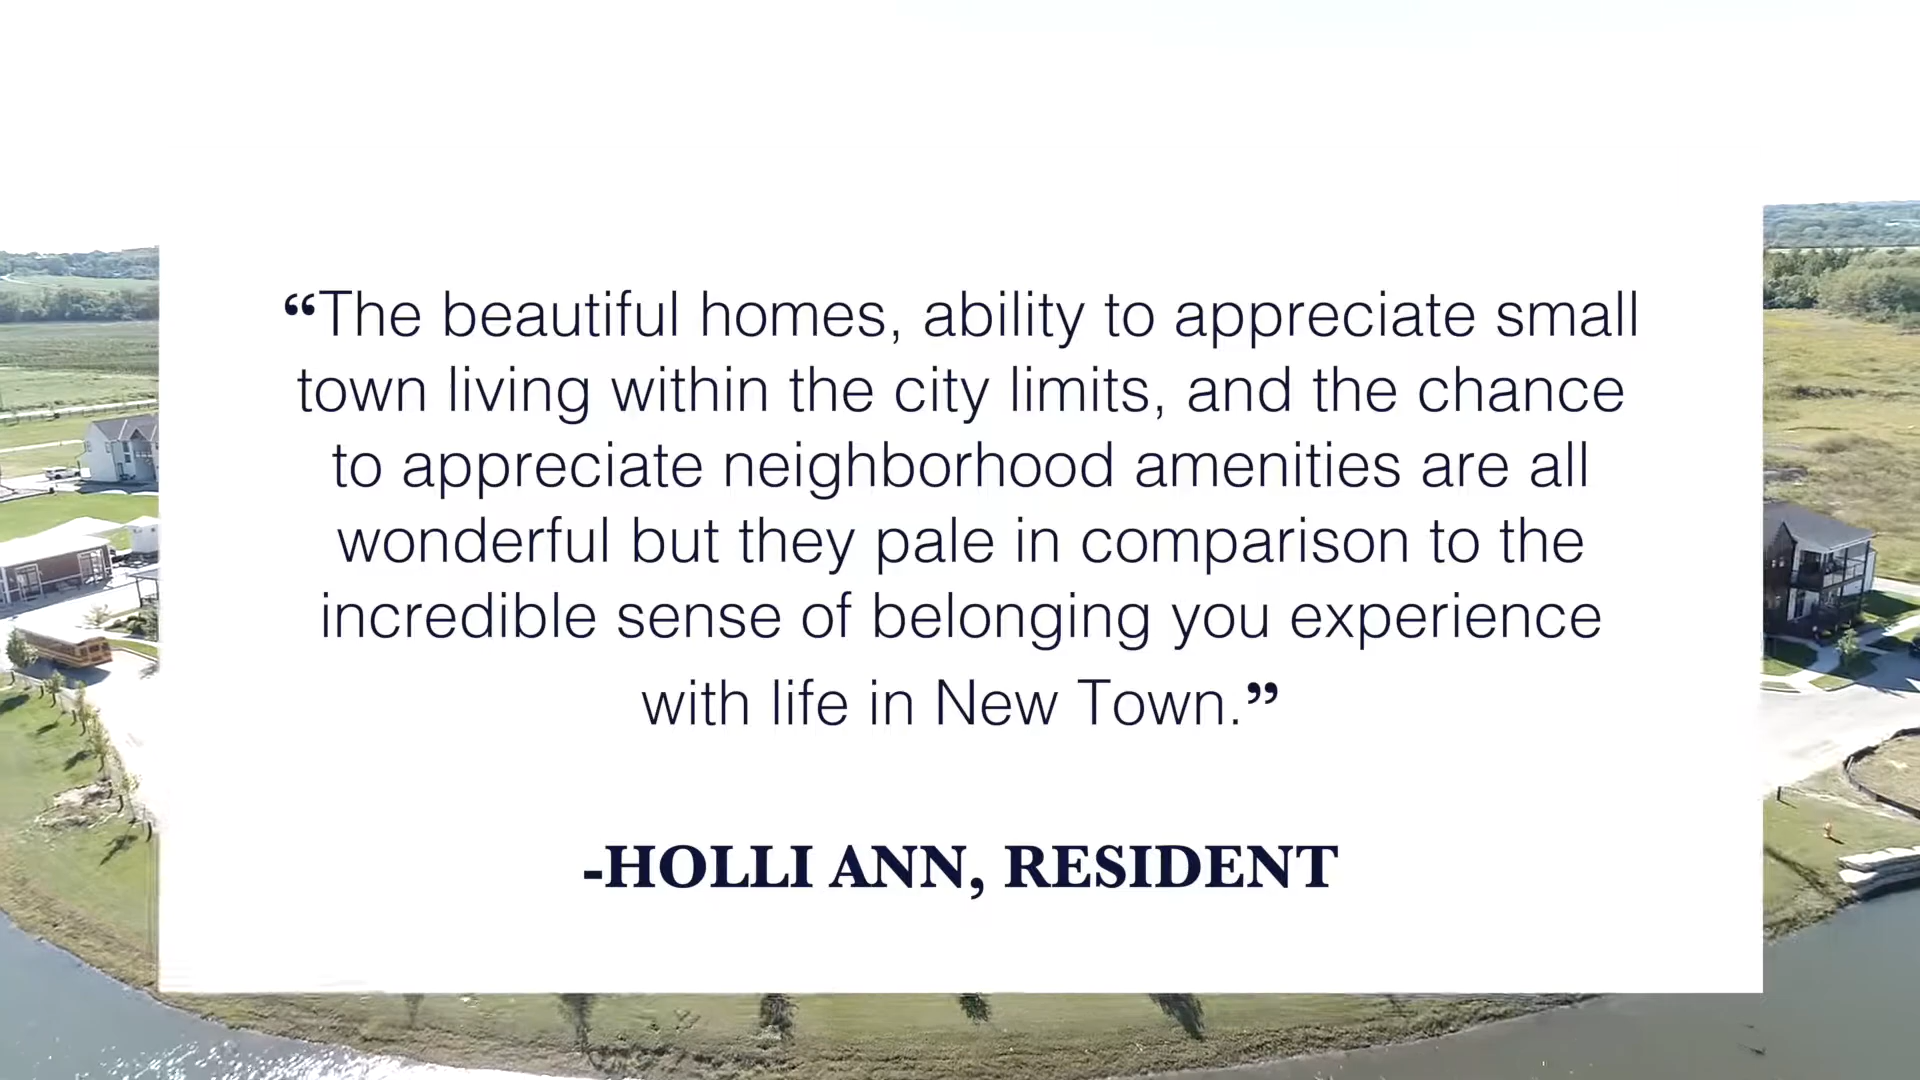 “The beautiful homes, ability to appreciate small
town living within the city limits, and the chance
to appreciate neighborhood amenities are all
wonderful but they pale in comparison to the
incredible sense of belonging you experience
with life in New Town.”
-HOLLI ANN, RESIDENT